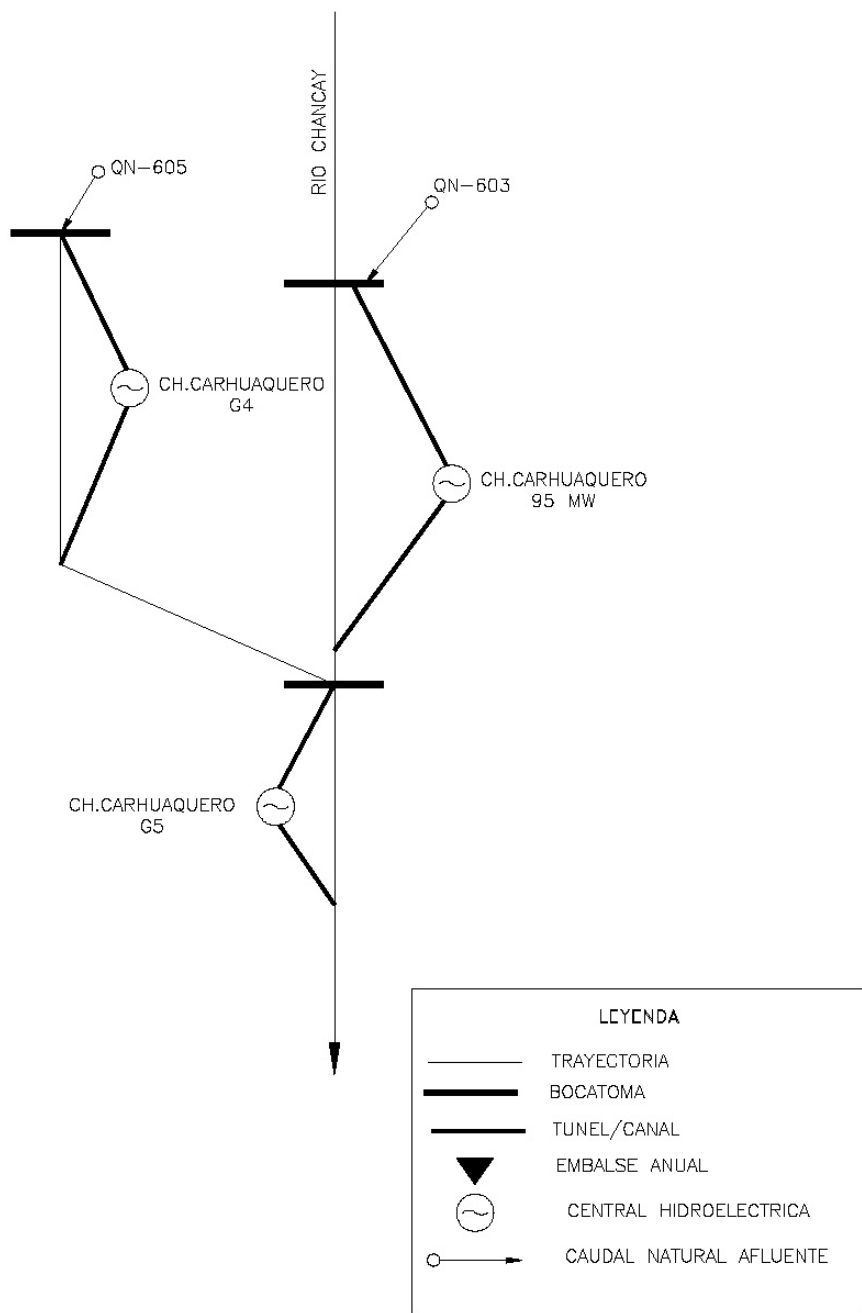 RIO CHANCAY
QN-605
QN-603
CH.CARHUAQUERO
G4
CH.CARHUAQUERO
95 MW
CH.CARHUAQUERO
G5
LEYENDA
TRAYECTORIA
BOCATOMA
TUNEL/CANAL
EMBALSE ANUAL
CENTRAL HIDROELECTRICA
CAUDAL NATURAL AFLUENTE